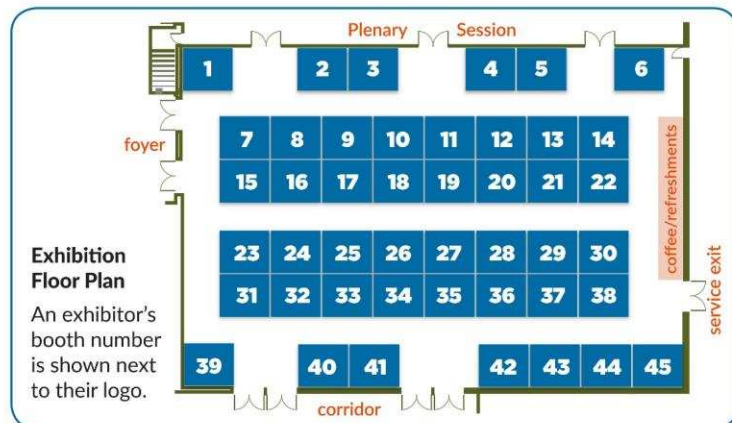 Plenary Session
1 2 3 4 5 6
7 8 9 10 11 12 13 14
foyer
15 16 17 18 19 20 21 22
coffee/refreshments
23 24 25 26 27 28 29 30
31 32 33 34 35 36 37 38
service exit
Exhibition
Floor Plan
An exhibitor’s
booth number
is shown next
to their logo.
39 40 41 42 43 44 45
corridor